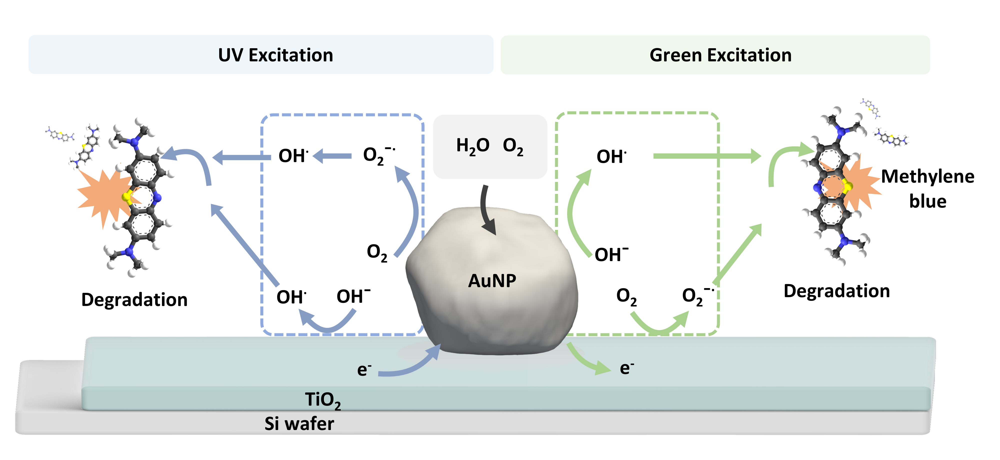 UV Excitation
Green Excitation
H₂O O₂
OH˙
O₂⁻˙
OH˙
Methylene
blue
O₂
OH⁻
AuNP
OH˙
OH⁻
O₂
O₂⁻˙
Degradation
Degradation
e⁻
e⁻
TiO₂
Si wafer